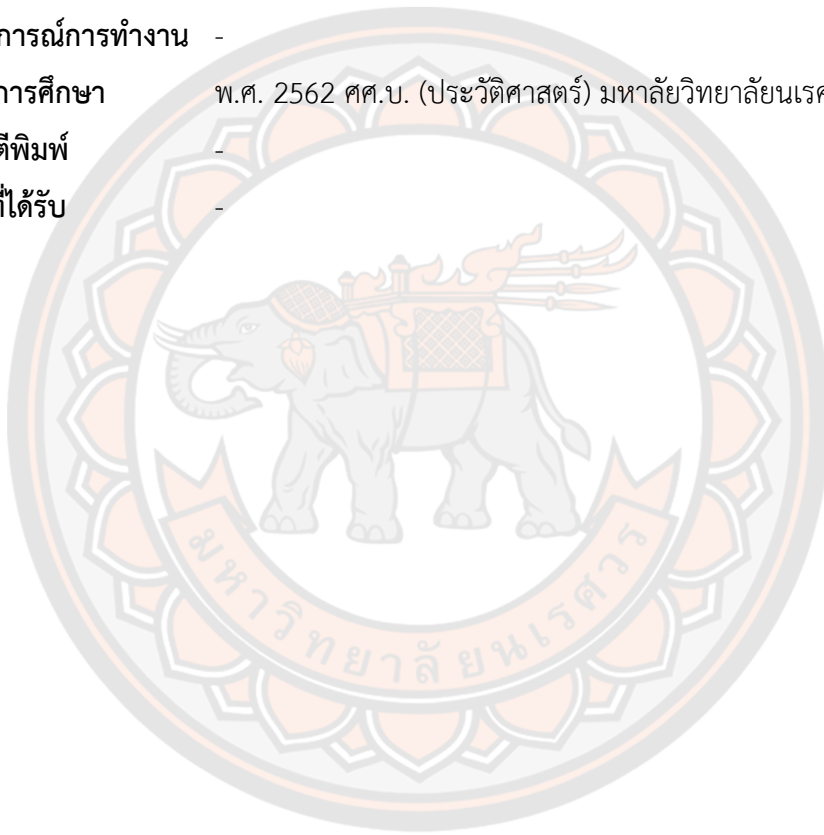 การณ์การทำงาน -
การศึกษา พ.ศ. 2562 ศศ.บ. (ประวัติศาสตร์) มหาลัยวิทยาลัยนเรศ
ตีพิมพ์ -
ที่ได้รับ -
มหาวิทยาลัยนเรศวร